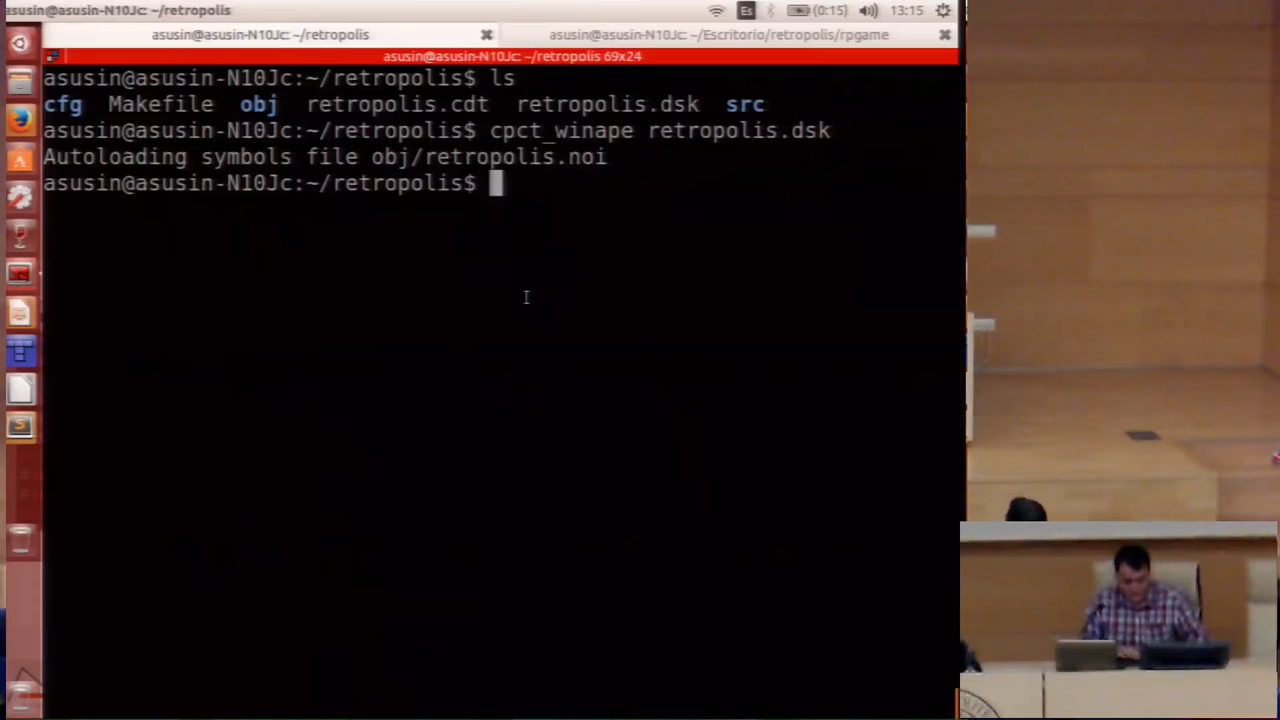 asusin@asusin-N10Jc: ~/retropolis
Es
(0:15)
13:15
asusin@asusin-N10Jc: ~/retropolis
asusin@asusin-N10Jc: ~/Escritorio/retropolis/rpgame
asusin@asusin-N10Jc: ~/retropolis 69x24
asusin@asusin-N10Jc:~/retropolis$ ls
cfg Makefile obj retropolis.cdt retropolis.dsk src
asusin@asusin-N10Jc:~/retropolis$ cpct_winape retropolis.dsk
Autoloading symbols file obj/retropolis.noi
asusin@asusin-N10Jc:~/retropolis$